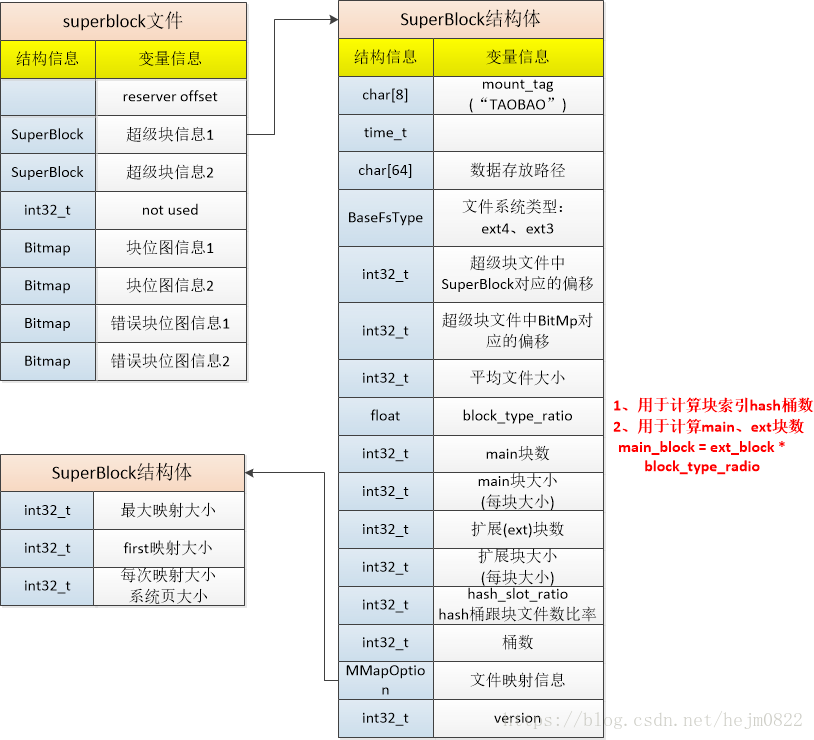 superblock文件
结构信息 变量信息
reserver offset
SuperBlock 超级块信息1
SuperBlock 超级块信息2
int32_t not used
Bitmap 块位图信息1
Bitmap 块位图信息2
Bitmap 错误块位图信息1
Bitmap 错误块位图信息2
SuperBlock结构体
int32_t 最大映射大小
int32_t first映射大小
int32_t 每次映射大小
系统页大小
SuperBlock结构体
结构信息 变量信息
char[8] mount_tag
(“TAOBAO”)
time_t
char[64] 数据存放路径
BaseFsType 文件系统类型:
ext4、ext3
int32_t 超级块文件中
SuperBlock对应的偏移
int32_t 超级块文件中BitMp对
应的偏移
int32_t 平均文件大小
float block_type_ratio
int32_t main块数
int32_t main块大小
(每块大小)
int32_t 扩展(ext)块数
int32_t 扩展块大小
(每块大小)
int32_t hash_slot_ratio
hash桶跟块文件数比率
int32_t 桶数
MMapOptio
n 文件映射信息
int32_t version
1、用于计算块索引hash桶数
2、用于计算main、ext块数
main_block = ext_block *
block_type_radio
https://blog.csdn.net/hejm0822